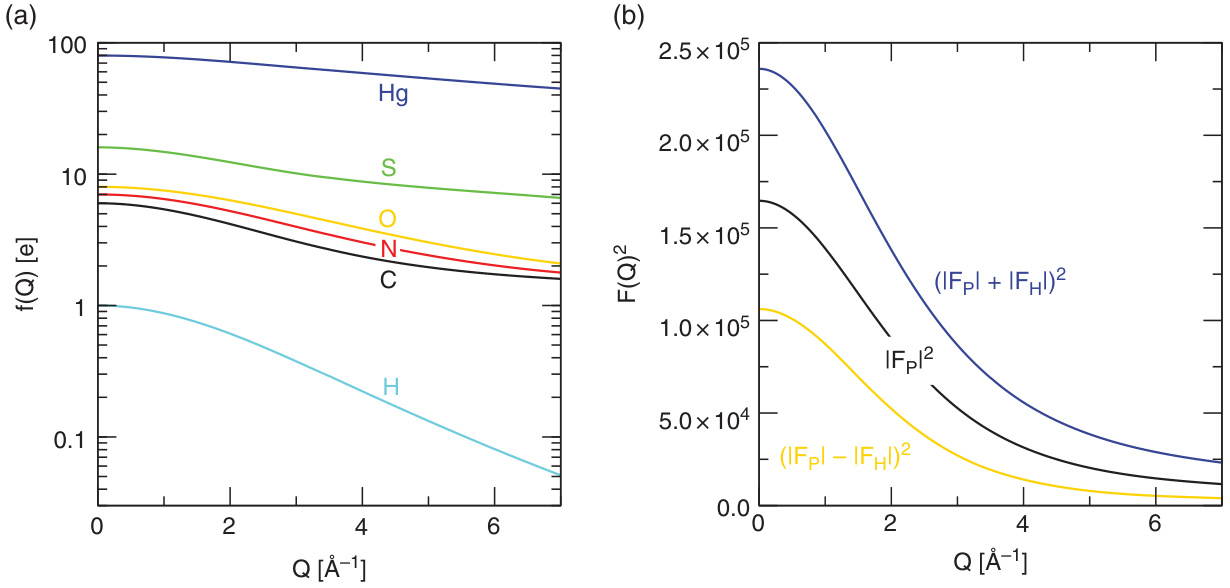 (a)
100
10
1
0.1
f(Q) [e]
Hg
S
O
N
C
H
0 2 4 6
Q [Å⁻¹]
(b)
2.5 × 10⁵
2.0 × 10⁵
1.5 × 10⁵
1.0 × 10⁵
5.0 × 10⁴
0.0
F(Q)²
(|F_P| + |F_H|)²
|F_P|²
(|F_P| – |F_H|)²
0 2 4 6
Q [Å⁻¹]